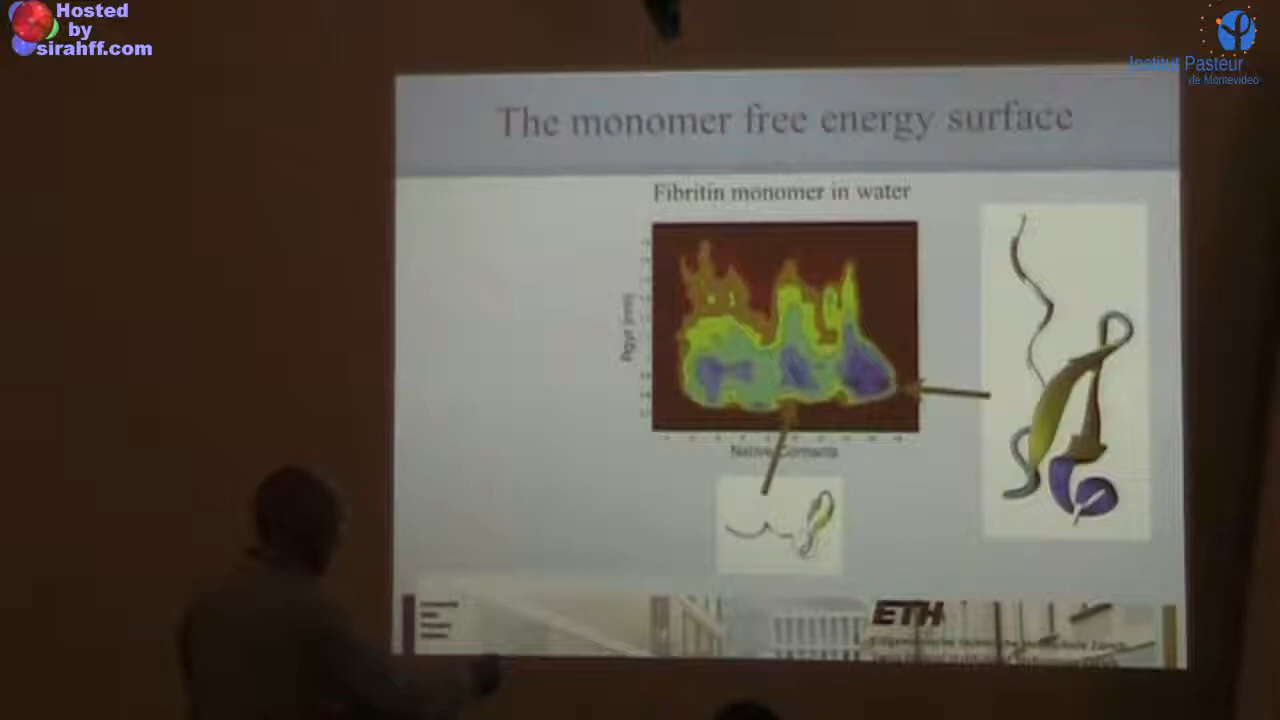 Hosted
by
sirahff.com
Institut Pasteur
de Montevideo
The monomer free energy surface
Fibritin monomer in water
Rgyr (nm)
Native Contacts
ETH